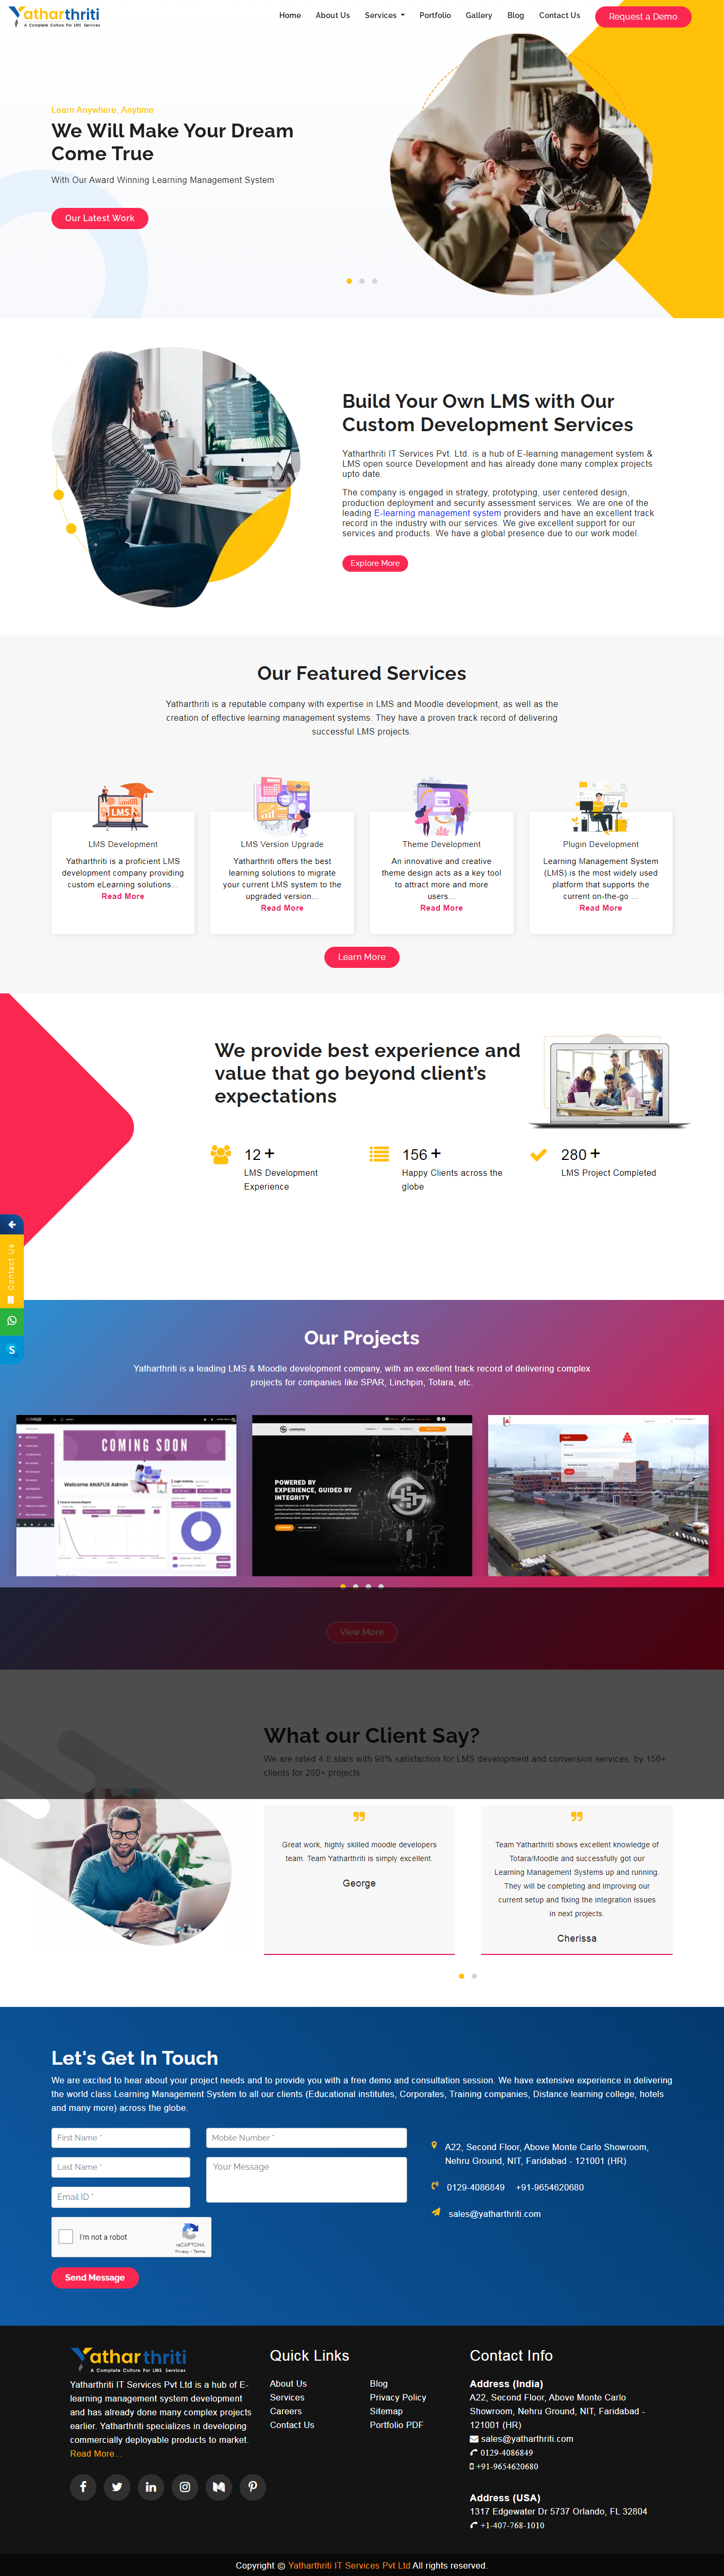 Yatharthriti
A Complete Culture For LMS Services
Home
About Us
Services
Portfolio
Gallery
Blog
Contact Us
Request a Demo
Learn Anywhere, Anytime
We Will Make Your Dream
Come True
With Our Award Winning Learning Management System
Our Latest Work
Build Your Own LMS with Our
Custom Development Services
Yatharthriti IT Services Pvt. Ltd. is a hub of E-learning management system &
LMS open source Development and has already done many complex projects
upto date.
The company is engaged in strategy, prototyping, user centered design,
production deployment and security assessment services. We are one of the
leading E-learning management system providers and have an excellent track
record in the industry with our services. We give excellent support for our
services and products. We have a global presence due to our work model.
Explore More
Our Featured Services
Yatharthriti is a reputable company with expertise in LMS and Moodle development, as well as the
creation of effective learning management systems. They have a proven track record of delivering
successful LMS projects.
LMS
LMS Development
Yatharthriti is a proficient LMS
development company providing
custom eLearning solutions...
Read More
LMS Version Upgrade
Yatharthriti offers the best
learning solutions to migrate
your current LMS system to the
upgraded version...
Read More
Theme Development
An innovative and creative
theme design acts as a key tool
to attract more and more
users...
Read More
Plugin Development
Learning Management System
(LMS) is the most widely used
platform that supports the
current on-the-go ...
Read More
Learn More
We provide best experience and
value that go beyond client's
expectations
12 +
LMS Development
Experience
156 +
Happy Clients across the
globe
280 +
LMS Project Completed
Contact Us
Our Projects
Yatharthriti is a leading LMS & Moodle development company, with an excellent track record of delivering complex
projects for companies like SPAR, Linchpin, Totara, etc.
COMING SOON
Welcome ANAFLIX Admin
POWERED BY
EXPERIENCE, GUIDED BY
INTEGRITY
View More
What our Client Say?
We are rated 4.8 stars with 98% satisfaction for LMS development and conversion services, by 156+
clients for 280+ projects.
Great work, highly skilled moodle developers
team. Team Yatharthriti is simply excellent.
George
Team Yatharthriti shows excellent knowledge of
Totara/Moodle and successfully got our
Learning Management Systems up and running.
They will be completing and improving our
current setup and fixing the integration issues
in next projects.
Cherissa
Let's Get In Touch
We are excited to hear about your project needs and to provide you with a free demo and consultation session. We have extensive experience in delivering
the world class Learning Management System to all our clients (Educational institutes, Corporates, Training companies, Distance learning college, hotels
and many more) across the globe.
First Name *
Mobile Number *
Last Name *
Your Message
Email ID *
I'm not a robot
reCAPTCHA
Privacy - Terms
Send Message
A22, Second Floor, Above Monte Carlo Showroom,
Nehru Ground, NIT, Faridabad - 121001 (HR)
0129-4086849 +91-9654620680
sales@yatharthriti.com
Yatharthriti
A Complete Culture For LMS Services
Yatharthriti IT Services Pvt Ltd is a hub of E-
learning management system development
and has already done many complex projects
earlier. Yatharthriti specializes in developing
commercially deployable products to market.
Read More...
Quick Links
About Us
Services
Careers
Contact Us
Blog
Privacy Policy
Sitemap
Portfolio PDF
Contact Info
Address (India)
A22, Second Floor, Above Monte Carlo
Showroom, Nehru Ground, NIT, Faridabad -
121001 (HR)
sales@yatharthriti.com
0129-4086849
+91-9654620680
Address (USA)
1317 Edgewater Dr 5737 Orlando, FL 32804
+1-407-768-1010
Copyright @ Yatharthriti IT Services Pvt Ltd All rights reserved.